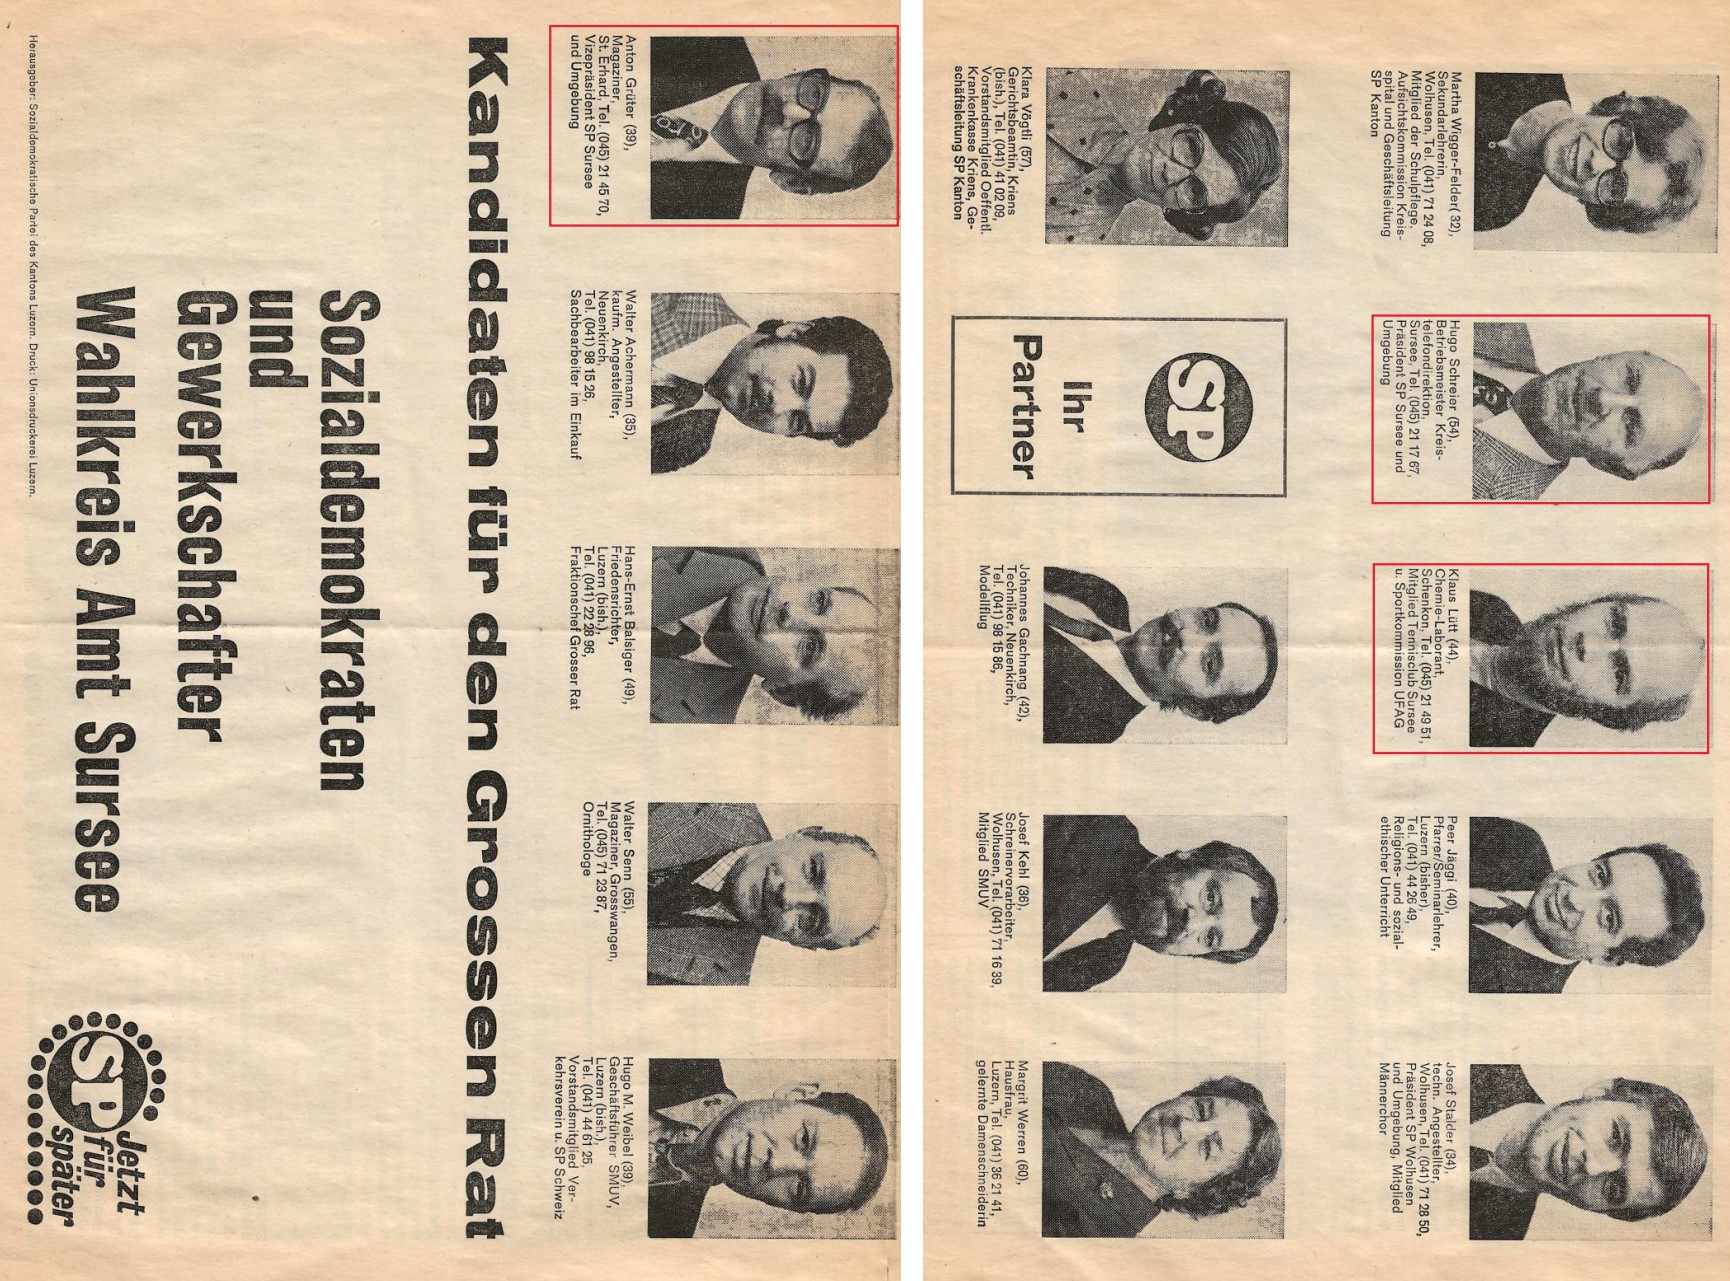 Martha Wigger-Felder( 32),
Sekundarlehrerin,
Wolhusen, Tel. (041) 71 24 08,
Mitglied der Schulpflege,
Aufsichtskommission Kreis-
spital und Geschäftsleitung
SP Kanton
Hugo Schreier (54),
Betriebsmeister Kreis-
telefondirektion,
Sursee, Tel. (045) 21 17 67,
Präsident SP Sursee und
Umgebung
Klaus Lütt (44),
Chemie-Laborant,
Schenkon, Tel. (045) 21 49 51,
Mitglied Tennisclub Sursee
u. Sportkommission UFAG
Peer Jäggi (40),
Pfarrer/Seminarlehrer,
Luzern (bisher).
Tel. (041) 44 26 49,
Religions- und sozial-
ethischer Unterricht
Josef Stalder (34),
techn. Angestellter,
Wolhusen, Tel. (041) 71 28 50,
Präsident SP Wolhusen
und Umgebung, Mitglied
Männerchor
Klara Vögtli (57),
Gerichtsbeamtin, Kriens
(bish.), Tel. (041) 41 02 09,
Vorstandsmitglied Oeffentl.
Krankenkasse Kriens, Ge-
schäftsleitung SP Kanton
SP
Ihr
Partner
Johannes Gachnang (42),
Techniker, Neuenkirch,
Tel. (041) 98 15 86,
Modellflug
Josef Kehl (36),
Schreinervorarbeiter,
Wolhusen, Tel. (041) 71 16 39,
Mitglied SMUV
Margrit Werren (60),
Hausfrau,
Luzern, Tel. (041) 36 21 41,
gelernte Damenschneiderin
Anton Grüter (39),
Magaziner,
St. Erhard, Tel. (045) 21 45 70,
Vizepräsident SP Sursee
und Umgebung
Walter Achermann (35),
kaufm. Angestellter,
Neuenkirch,
Tel. (041) 98 15 26,
Sachbearbeiter im Einkauf
Hans-Ernst Balsiger (49),
Friedensrichter,
Luzern (bish.),
Tel. (041) 22 28 96,
Fraktionschef Grosser Rat
Walter Senn (55),
Magaziner, Grosswangen,
Tel. (045) 71 23 87,
Ornithologe
Hugo M. Weibel (39),
Geschäftsführer SMUV,
Luzern (bish.),
Tel. (041) 44 61 25,
Vorstandsmitglied Ver-
kehrsverein u. SP Schweiz
Kandidaten für den Grossen Rat
Sozialdemokraten
und
Gewerkschafter
Wahlkreis Amt Sursee
SP
Jetzt
für
später
Herausgeber: Sozialdemokratische Partei des Kantons Luzern. Druck: Unionsdruckerei Luzern.